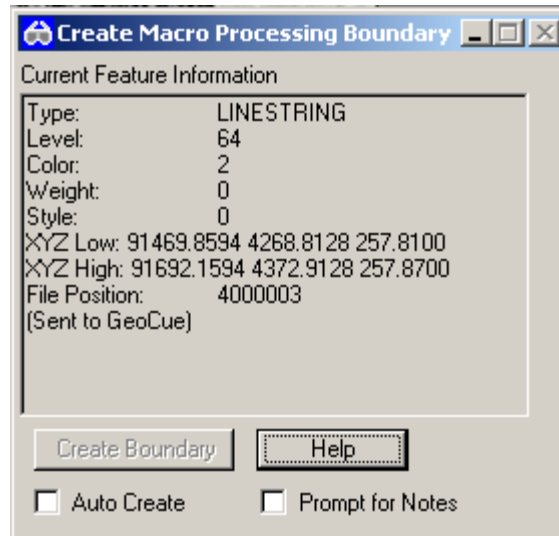 Create Macro Processing Boundary
Current Feature Information
Type: LINESTRING
Level: 64
Color: 2
Weight: 0
Style: 0
XYZ Low: 91469.8594 4268.8128 257.8100
XYZ High: 91692.1594 4372.9128 257.8700
File Position: 4000003
(Sent to GeoCue)
Create Boundary Help
Auto Create Prompt for Notes